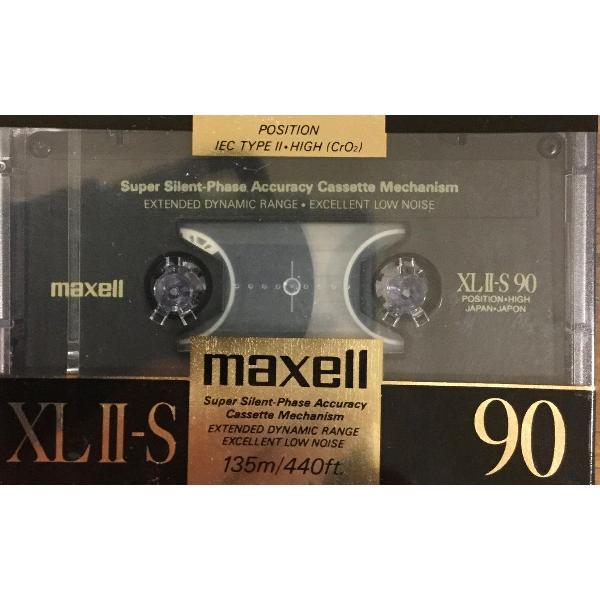 POSITION
IEC TYPE II•HIGH (CrO₂)
Super Silent-Phase Accuracy Cassette Mechanism
EXTENDED DYNAMIC RANGE • EXCELLENT LOW NOISE
maxell
XLII-S 90
POSITION•HIGH
JAPAN•JAPON
maxell
Super Silent-Phase Accuracy
Cassette Mechanism
EXTENDED DYNAMIC RANGE
EXCELLENT LOW NOISE
135m/440ft.
XL II-S
90